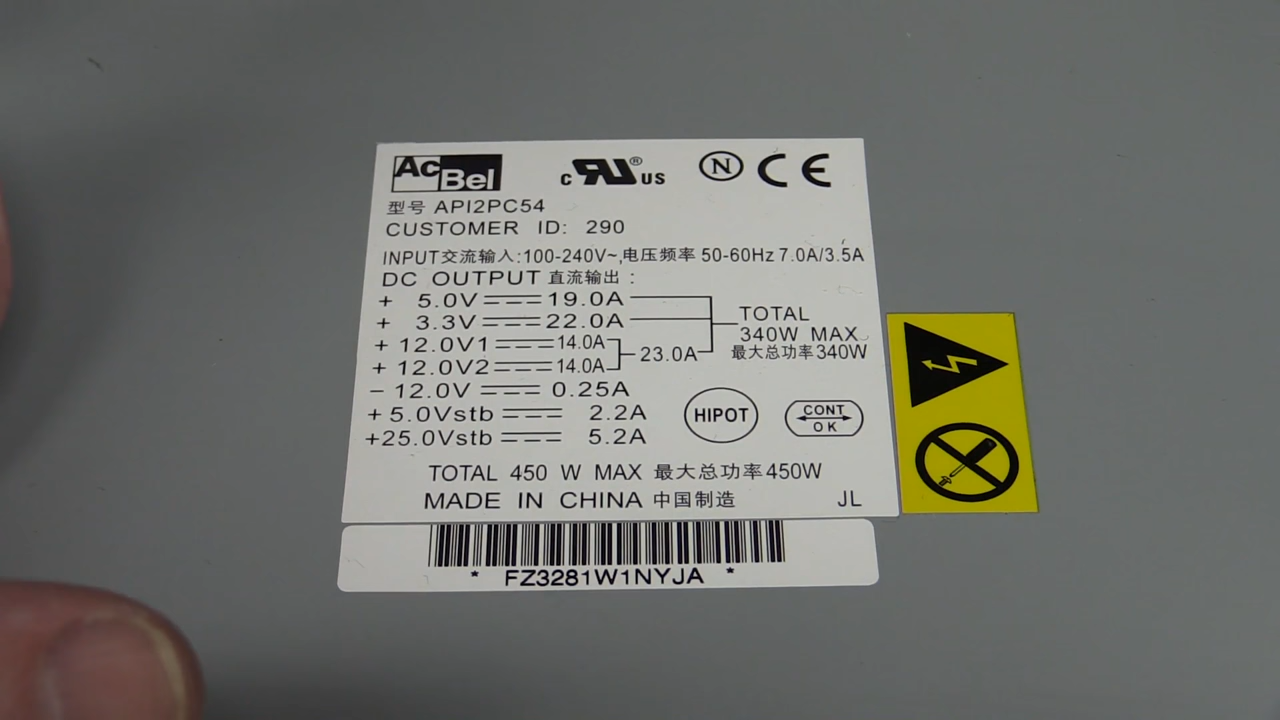 AcBel
c RU® US N CE
型号 API2PC54
CUSTOMER ID: 290
INPUT交流输入:100-240V~,电压频率 50-60Hz 7.0A/3.5A
DC OUTPUT 直流输出:
+ 5.0V 19.0A
+ 3.3V 22.0A
+ 12.0V1 14.0A
+ 12.0V2 14.0A
23.0A
TOTAL
340W MAX
最大总功率340W
- 12.0V 0.25A
+ 5.0Vstb 2.2A
+25.0Vstb 5.2A
HIPOT
CONT
OK
TOTAL 450 W MAX 最大总功率450W
MADE IN CHINA 中国制造 JL
* FZ3281W1NYJA *